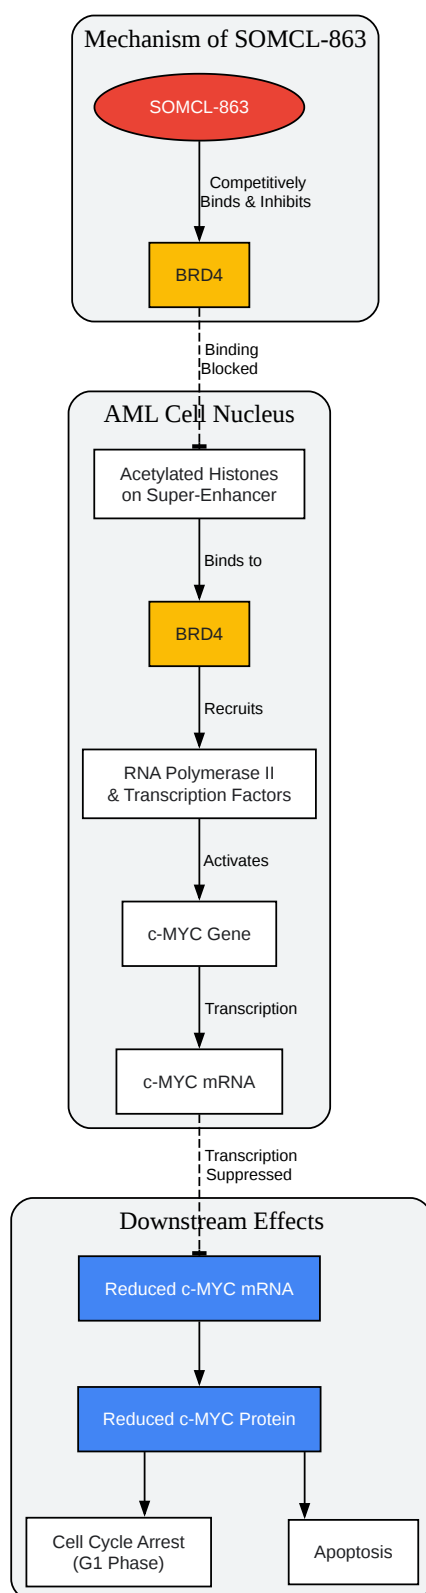 Mechanism of SOMCL-863
SOMCL-863
Competitively
Binds & Inhibits
BRD4
Binding
Blocked
AML Cell Nucleus
Acetylated Histones
on Super-Enhancer
Binds to
BRD4
Recruits
RNA Polymerase II
& Transcription Factors
Activates
c-MYC Gene
Transcription
c-MYC mRNA
Transcription
Suppressed
Downstream Effects
Reduced c-MYC mRNA
Reduced c-MYC Protein
Cell Cycle Arrest
(G1 Phase)
Apoptosis